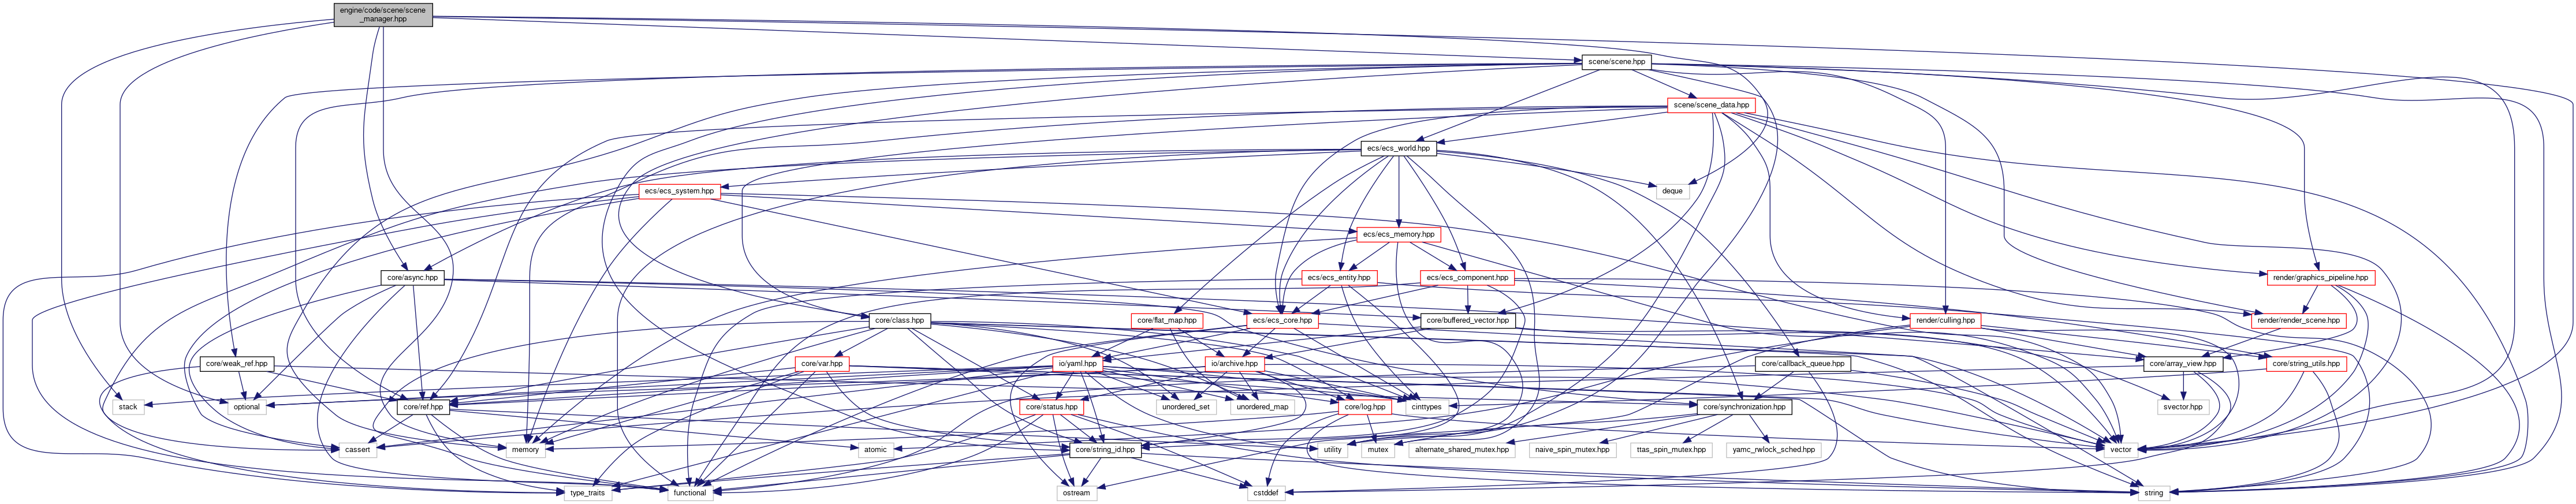 engine/code/scene/scene
_manager.hpp
scene/scene.hpp
scene/scene_data.hpp
ecs/ecs_world.hpp
ecs/ecs_system.hpp
deque
ecs/ecs_memory.hpp
core/async.hpp
ecs/ecs_entity.hpp
ecs/ecs_component.hpp
render/graphics_pipeline.hpp
core/class.hpp
core/flat_map.hpp
ecs/ecs_core.hpp
core/buffered_vector.hpp
render/culling.hpp
render/render_scene.hpp
core/weak_ref.hpp
core/var.hpp
io/yaml.hpp
io/archive.hpp
core/callback_queue.hpp
core/array_view.hpp
core/string_utils.hpp
stack
optional
core/ref.hpp
core/status.hpp
unordered_set
unordered_map
core/log.hpp
cinttypes
core/synchronization.hpp
svector.hpp
cassert
memory
atomic
core/string_id.hpp
utility
mutex
alternate_shared_mutex.hpp
naive_spin_mutex.hpp
ttas_spin_mutex.hpp
yamc_rwlock_sched.hpp
vector
type_traits
functional
ostream
cstddef
string